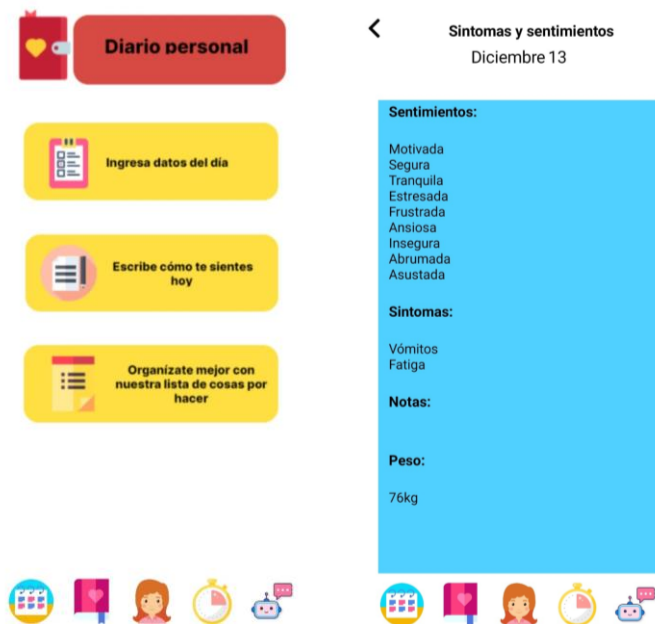 Diario personal
Ingresa datos del día
Escribe cómo te sientes
hoy
Organízate mejor con
nuestra lista de cosas por
hacer
Sintomas y sentimientos
Diciembre 13
Sentimientos:
Motivada
Segura
Tranquila
Estresada
Frustrada
Ansiosa
Insegura
Abrumada
Asustada
Sintomas:
Vómitos
Fatiga
Notas:
Peso:
76kg